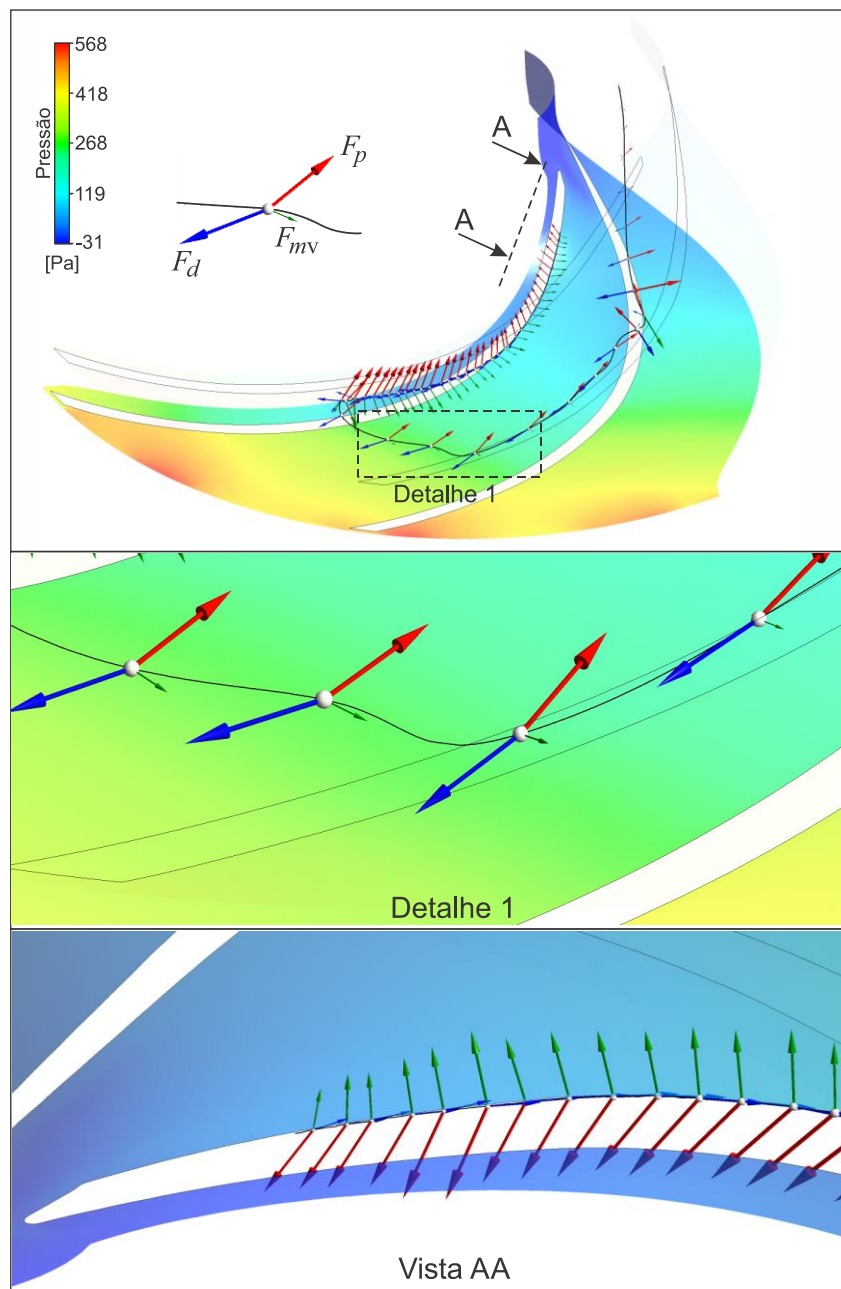 568
418
268
119
-31
Pressão
[Pa]
F_p
F_mv
F_d
A
A
Detalhe 1
Detalhe 1
Vista AA